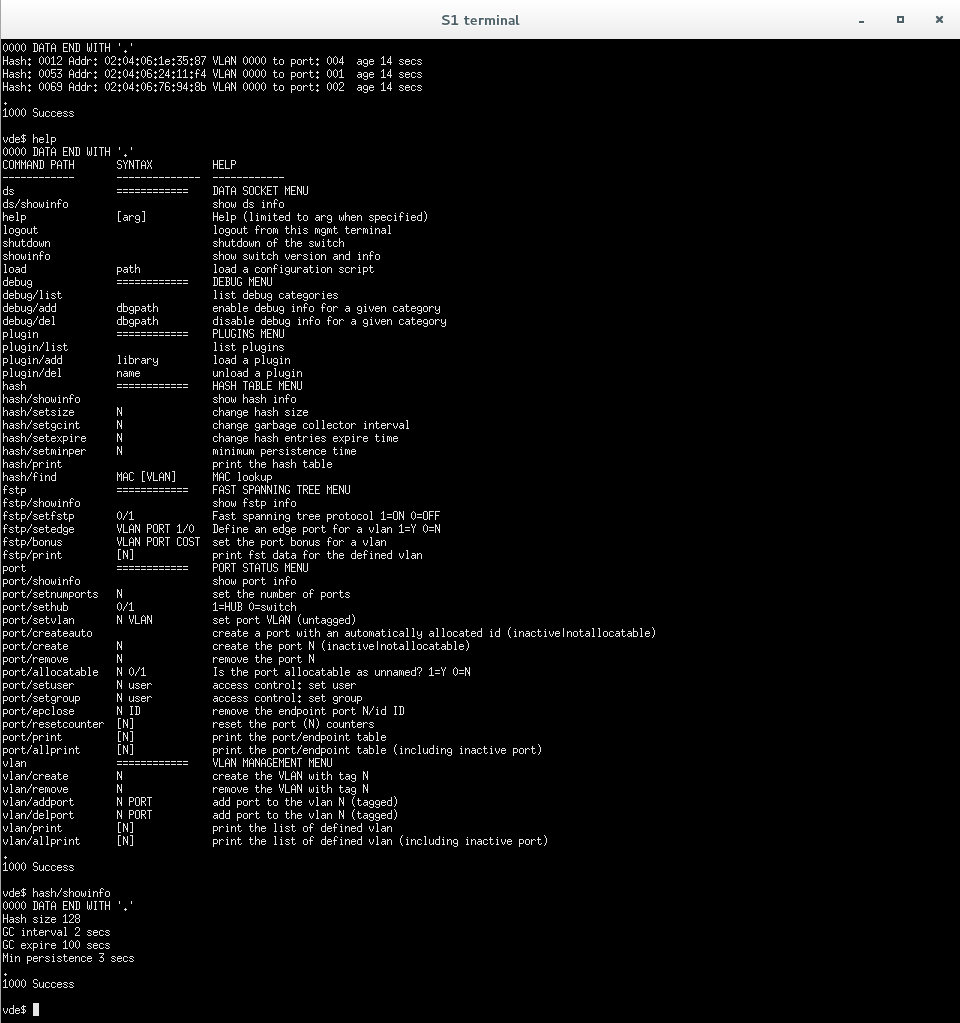 S1 terminal
0000 DATA END WITH '.'
Hash: 0012 Addr: 02:04:06:1e:35:87 VLAN 0000 to port: 004  age 14 secs
Hash: 0053 Addr: 02:04:06:24:11:f4 VLAN 0000 to port: 001  age 14 secs
Hash: 0069 Addr: 02:04:06:76:94:8b VLAN 0000 to port: 002  age 14 secs
.
1000 Success
vde$ help
0000 DATA END WITH '.'
COMMAND PATH       SYNTAX          HELP
------------       --------------  ------------
ds                 ============    DATA SOCKET MENU
ds/showinfo                        show ds info
help               [arg]           Help (limited to arg when specified)
logout                             logout from this mgmt terminal
shutdown                           shutdown of the switch
showinfo                           show switch version and info
load               path            load a configuration script
debug              ============    DEBUG MENU
debug/list                         list debug categories
debug/add          dbgpath         enable debug info for a given category
debug/del          dbgpath         disable debug info for a given category
plugin             ============    PLUGINS MENU
plugin/list                        list plugins
plugin/add         library         load a plugin
plugin/del         name            unload a plugin
hash               ============    HASH TABLE MENU
hash/showinfo                      show hash info
hash/setsize       N               change hash size
hash/setgcint      N               change garbage collector interval
hash/setexpire     N               change hash entries expire time
hash/setminper     N               minimum persistence time
hash/print                         print the hash table
hash/find          MAC [VLAN]      MAC lookup
fstp               ============    FAST SPANNING TREE MENU
fstp/showinfo                      show fstp info
fstp/setfstp       0/1             Fast spanning tree protocol 1=ON 0=OFF
fstp/setedge       VLAN PORT 1/0   Define an edge port for a vlan 1=Y 0=N
fstp/bonus         VLAN PORT COST  set the port bonus for a vlan
fstp/print         [N]             print fst data for the defined vlan
port               ============    PORT STATUS MENU
port/showinfo                      show port info
port/setnumports   N               set the number of ports
port/sethub        0/1             1=HUB 0=switch
port/setvlan       N VLAN          set port VLAN (untagged)
port/createauto                    create a port with an automatically allocated id (inactive|notallocatable)
port/create        N               create the port N (inactive|notallocatable)
port/remove        N               remove the port N
port/allocatable   N 0/1           Is the port allocatable as unnamed? 1=Y 0=N
port/setuser       N user          access control: set user
port/setgroup      N user          access control: set group
port/epclose       N ID            remove the endpoint port N/id ID
port/resetcounter  [N]             reset the port (N) counters
port/print         [N]             print the port/endpoint table
port/allprint      [N]             print the port/endpoint table (including inactive port)
vlan               ============    VLAN MANAGEMENT MENU
vlan/create        N               create the VLAN with tag N
vlan/remove        N               remove the VLAN with tag N
vlan/addport       N PORT          add port to the vlan N (tagged)
vlan/delport       N PORT          add port to the vlan N (tagged)
vlan/print         [N]             print the list of defined vlan
vlan/allprint      [N]             print the list of defined vlan (including inactive port)
.
1000 Success
vde$ hash/showinfo
0000 DATA END WITH '.'
Hash size 128
GC interval 2 secs
GC expire 100 secs
Min persistence 3 secs
.
1000 Success
vde$